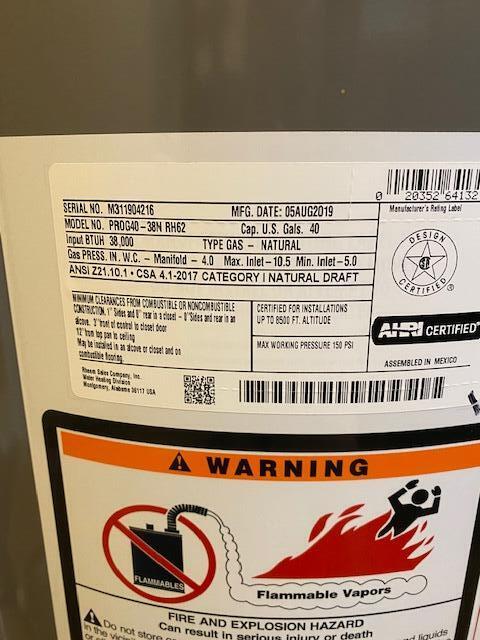 0 20352 64132
Manufacturer's Rating Label
SERIAL NO. M311904216 MFG. DATE: 05AUG2019
MODEL NO. PROG40-38N RH62 Cap. U.S. Gals. 40
Input BTUH 38,000 TYPE GAS - NATURAL
Gas PRESS. IN. W.C. - Manifold - 4.0 Max. Inlet-10.5 Min. Inlet-5.0
ANSI Z21.10.1 • CSA 4.1-2017 CATEGORY I NATURAL DRAFT
DESIGN
CERTIFIED
MINIMUM CLEARANCES FROM COMBUSTIBLE OR NONCOMBUSTIBLE
CONSTRUCTION. 1" Sides and 0" rear in a closet - 0" Sides and rear in an
alcove. 3" front of control to closet door
12" from top pan to ceiling
May be installed in an alcove or closet and on
combustible flooring.
CERTIFIED FOR INSTALLATIONS
UP TO 8500 FT. ALTITUDE
MAX WORKING PRESSURE 150 PSI
AHRI CERTIFIED
ASSEMBLED IN MEXICO
Rheem Sales Company, Inc.
Water Heating Division
Montgomery, Alabama 36117 USA
WARNING
FLAMMABLES
Flammable Vapors
FIRE AND EXPLOSION HAZARD
Can result in serious injury or death
Do not store
liquids
in the